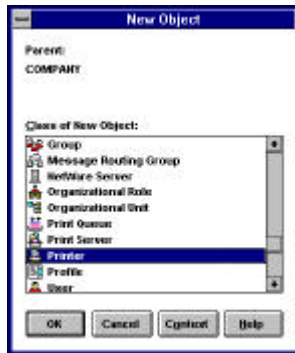 New Object
Parent:
COMPANY
Class of New Object:
Group
Message Routing Group
NetWare Server
Organizational Role
Organizational Unit
Print Queue
Print Server
Printer
Profile
User
OK Cancel Context Help